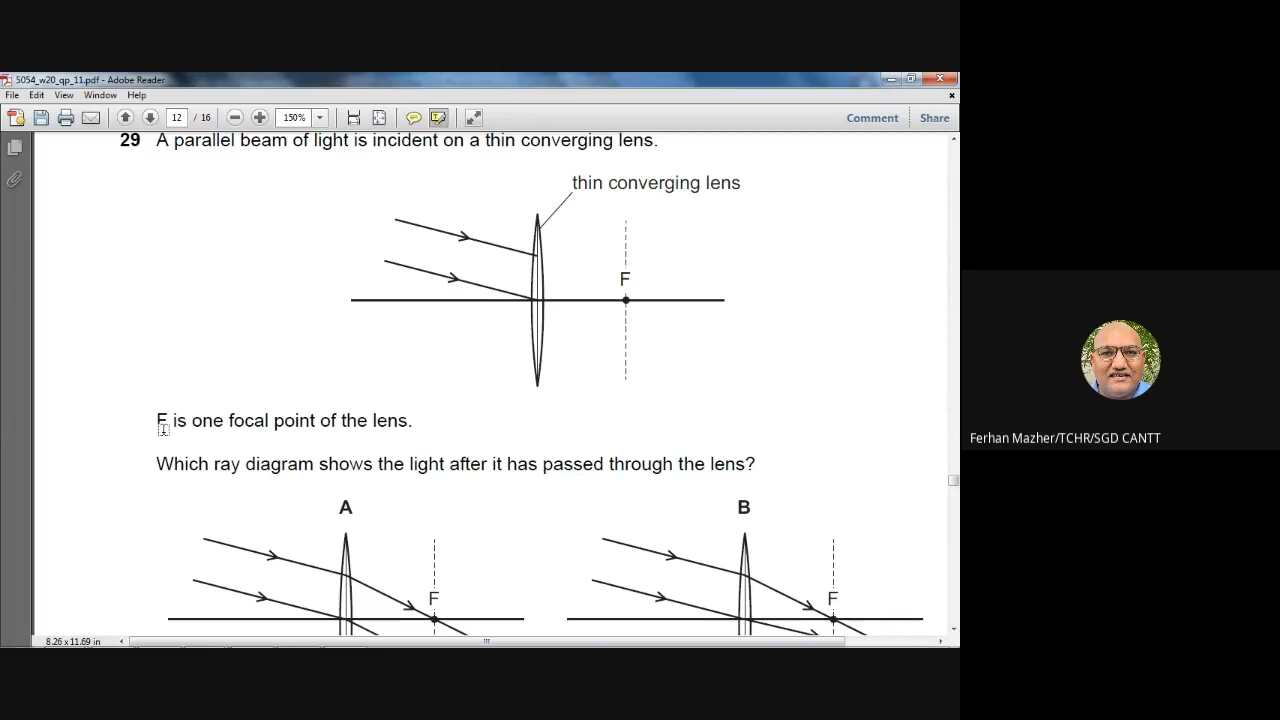 5054_w20_qp_11.pdf - Adobe Reader
File Edit View Window Help
12 / 16 150% Comment Share
29 A parallel beam of light is incident on a thin converging lens.
thin converging lens
F
F is one focal point of the lens.
Which ray diagram shows the light after it has passed through the lens?
A B
F F
8.26 x 11.69 in
Ferhan Mazher/TCHR/SGD CANTT